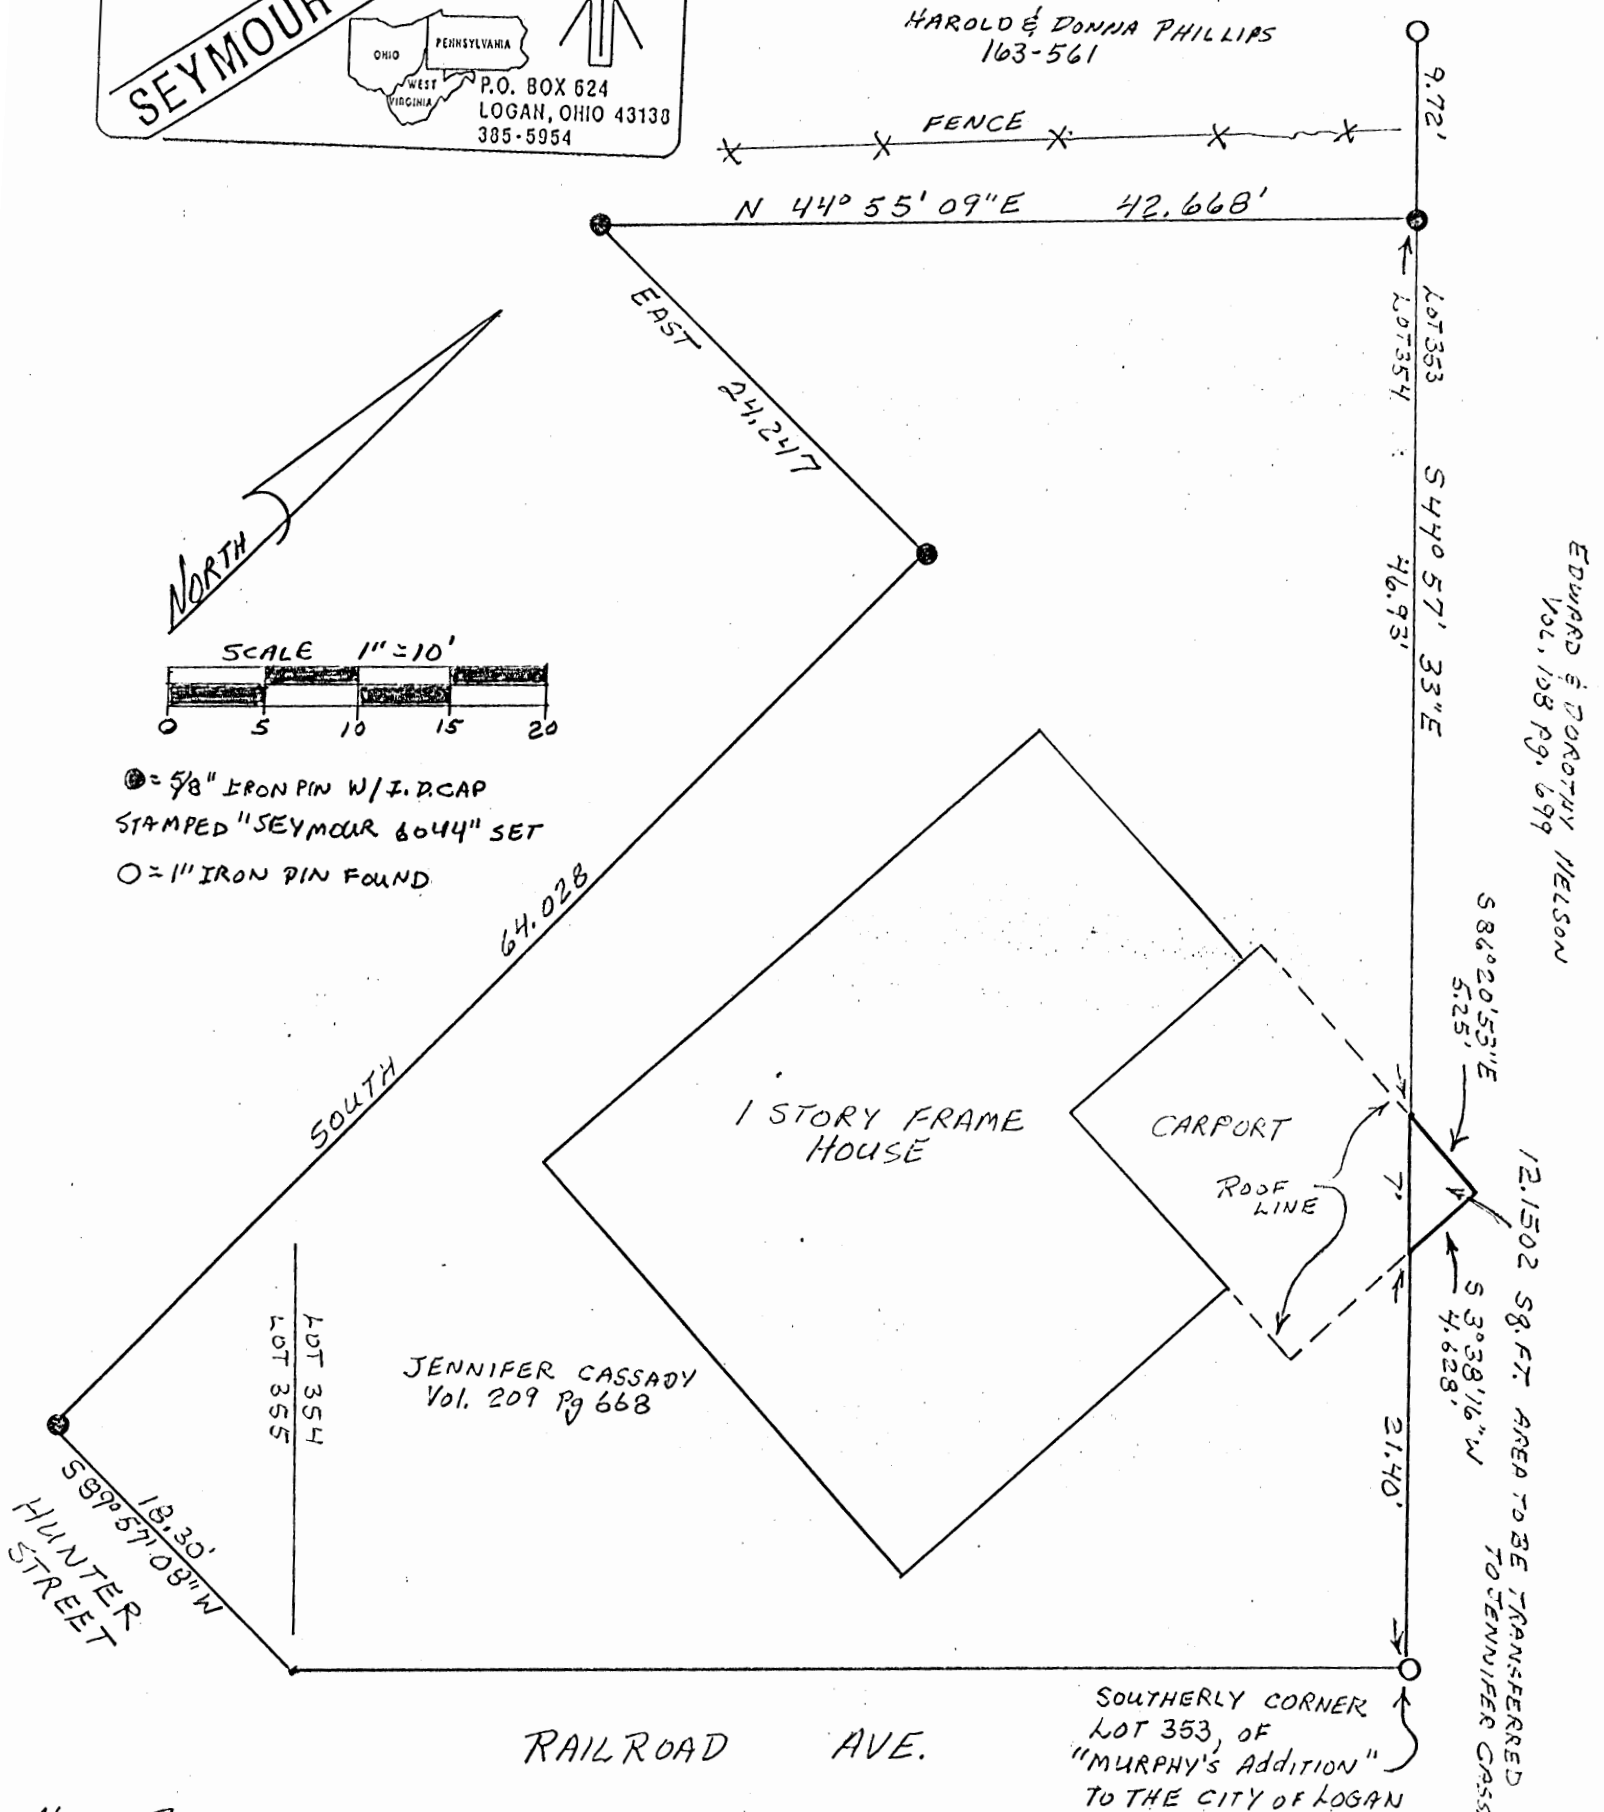 SEYMOUR
OHIO
PENNSYLVANIA
WEST
VIRGINIA
P.O. BOX 624
LOGAN, OHIO 43138
385-5954
HAROLD & DONNA PHILLIPS
163-561
9.72'
FENCE
N 44° 55' 09"E 42.668'
EAST 24.247
LOT 353
LOT 354
S 44° 57' 33"E
46.93'
NORTH
SCALE 1"=10'
0 5 10 15 20
= 5/8" IRON PIN W/ I.D. CAP
STAMPED "SEYMOUR 6044" SET
O = 1" IRON PIN FOUND
SOUTH 64.028
EDWARD & DOROTHY NELSON
VOL. 108 Pg. 699
S 86° 20' 53"E
5.25'
1 STORY FRAME
HOUSE
CARPORT
ROOF
LINE
7'
12.1502 Sq. FT. AREA TO BE TRANSFERRED
TO JENNIFER CASS
S 3° 38' 16" W
4.628'
21.40'
LOT 354
LOT 355
JENNIFER CASSADY
Vol. 209 Pg 668
18.30'
S 89° 57' 08" W
HUNTER
STREET
RAILROAD AVE.
SOUTHERLY CORNER
LOT 353, OF
"MURPHY'S ADDITION"
TO THE CITY OF LOGAN